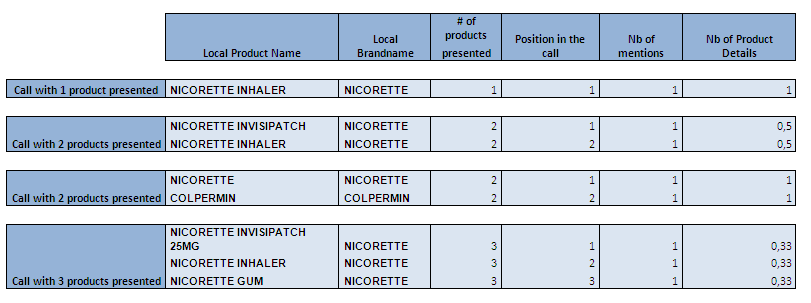 Local Product Name	Local Brandname	# of products presented	Position in the call	Nb of mentions	Nb of Product Details
Call with 1 product presented	NICORETTE INHALER	NICORETTE	1	1	1	1
NICORETTE INVISIPATCH	NICORETTE	2	1	1	0,5
Call with 2 products presented	NICORETTE INHALER	NICORETTE	2	2	1	0,5
NICORETTE	NICORETTE	2	1	1	1
Call with 2 products presented	COLPERMIN	COLPERMIN	2	2	1	1
NICORETTE INVISIPATCH
25MG	NICORETTE	3	1	1	0,33
NICORETTE INHALER	NICORETTE	3	2	1	0,33
Call with 3 products presented	NICORETTE GUM	NICORETTE	3	3	1	0,33